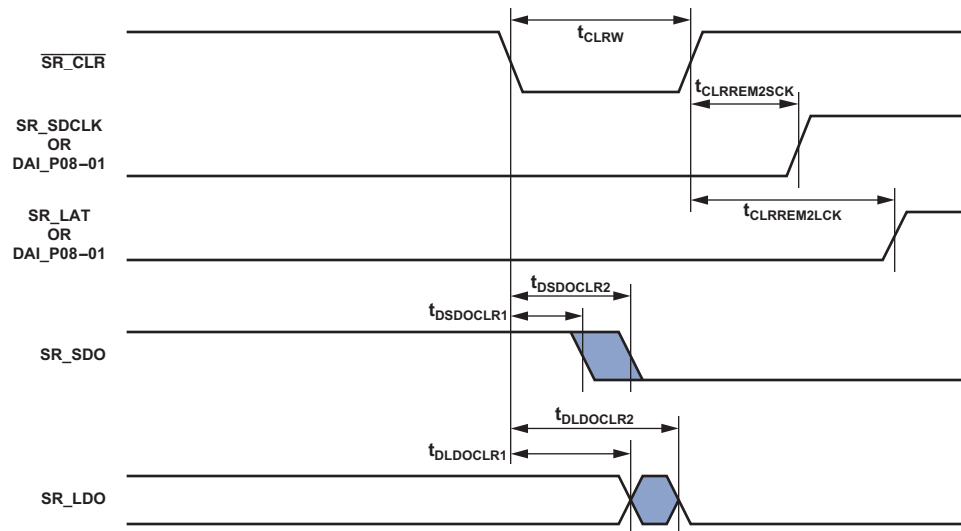 tCLRW
SR_CLR
tCLRREM2SCK
SR_SDCLK
OR
DAI_P08–01
SR_LAT
OR
DAI_P08–01
tCLRREM2LCK
tDSDOCLR2
tDSDOCLR1
SR_SDO
tDLDOCLR2
tDLDOCLR1
SR_LDO